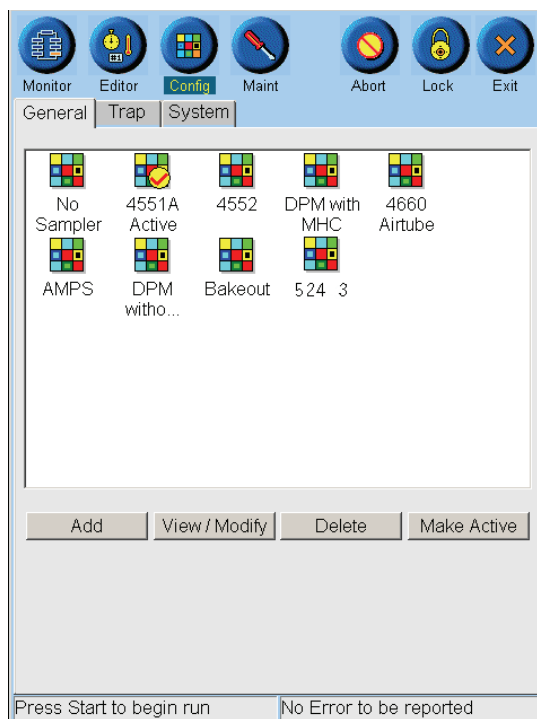 #1
Monitor Editor Config Maint Abort Lock Exit
General Trap System
No Sampler
4551A Active
4552
DPM with MHC
4660 Airtube
AMPS
DPM witho...
Bakeout
524 3
Add View / Modify Delete Make Active
Press Start to begin run No Error to be reported